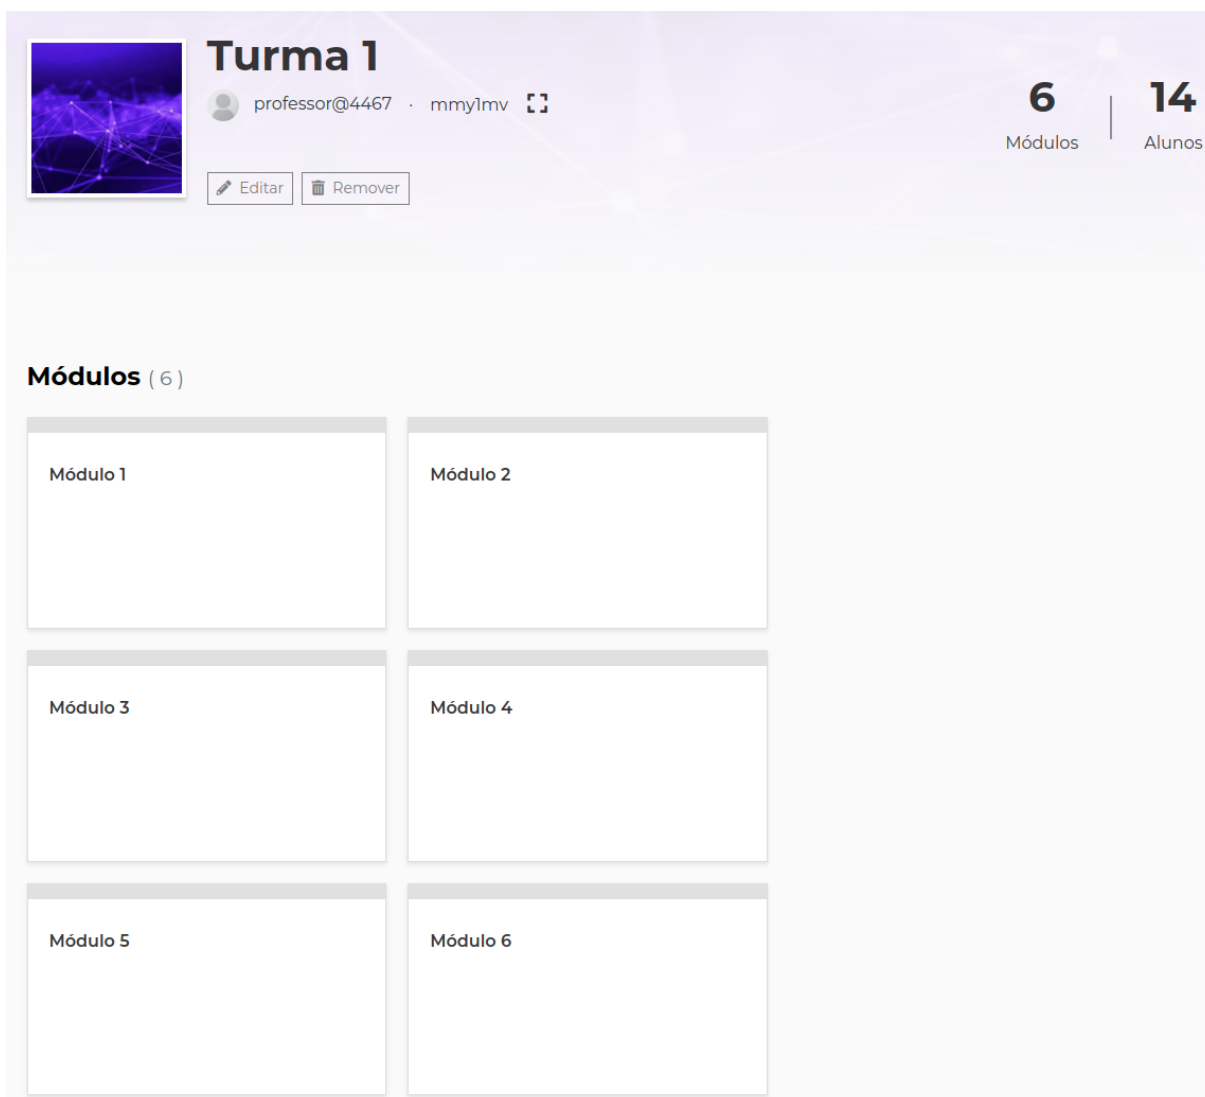 Turma 1
professor@4467 · mmy1mv
6
14
Módulos
Alunos
Editar
Remover
Módulos ( 6 )
Módulo 1
Módulo 2
Módulo 3
Módulo 4
Módulo 5
Módulo 6